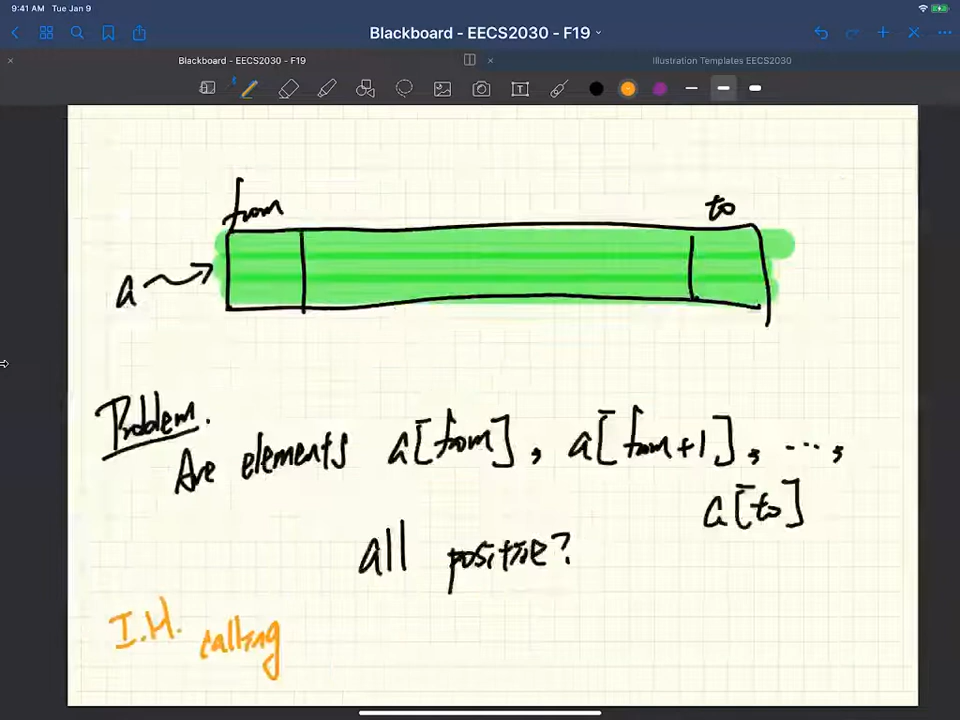 9:41 AM Tue Jan 9
Blackboard - EECS2030 - F19
Blackboard - EECS2030 - F19
Illustration Templates EECS2030
from
to
a
Problem.
Are elements a[from], a[from+1], ...,
a[to]
all positive?
I.H. calling